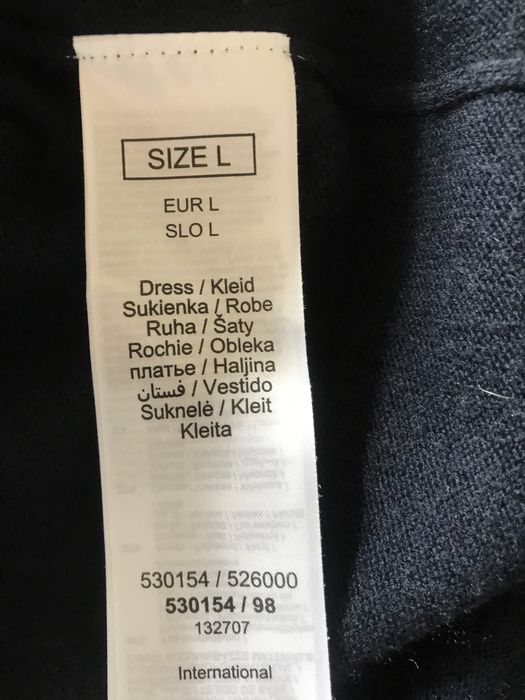 SIZE L
EUR L
SLO L
Dress / Kleid
Sukienka / Robe
Ruha / Šaty
Rochie / Obleka
платье / Haljina
فستان / Vestido
Suknelė / Kleit
Kleita
530154 / 526000
530154 / 98
132707
International